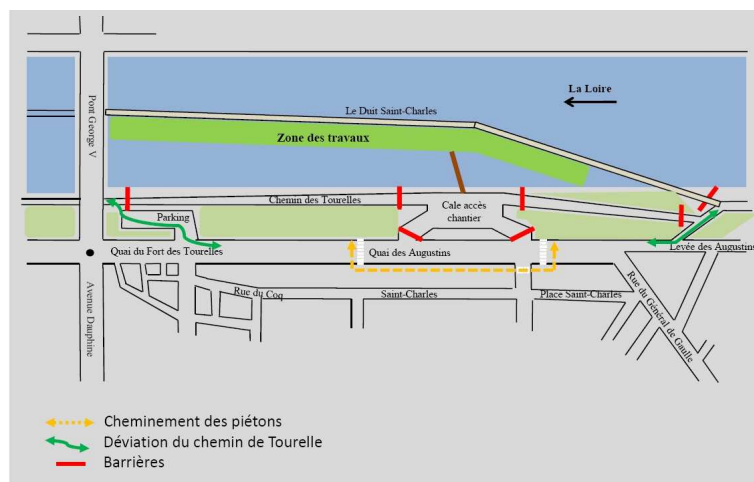 La Loire
Pont George V
Le Duit Saint-Charles
Zone des travaux
Chemin des Tourelles
Cale accès
chantier
Parking
Quai du Fort des Tourelles
Quai des Augustins
Levée des Augustins
Avenue Dauphine
Rue du Coq
Saint-Charles
Place Saint-Charles
Rue du Général de Gaulle
Cheminement des piétons
Déviation du chemin de Tourelle
Barrières